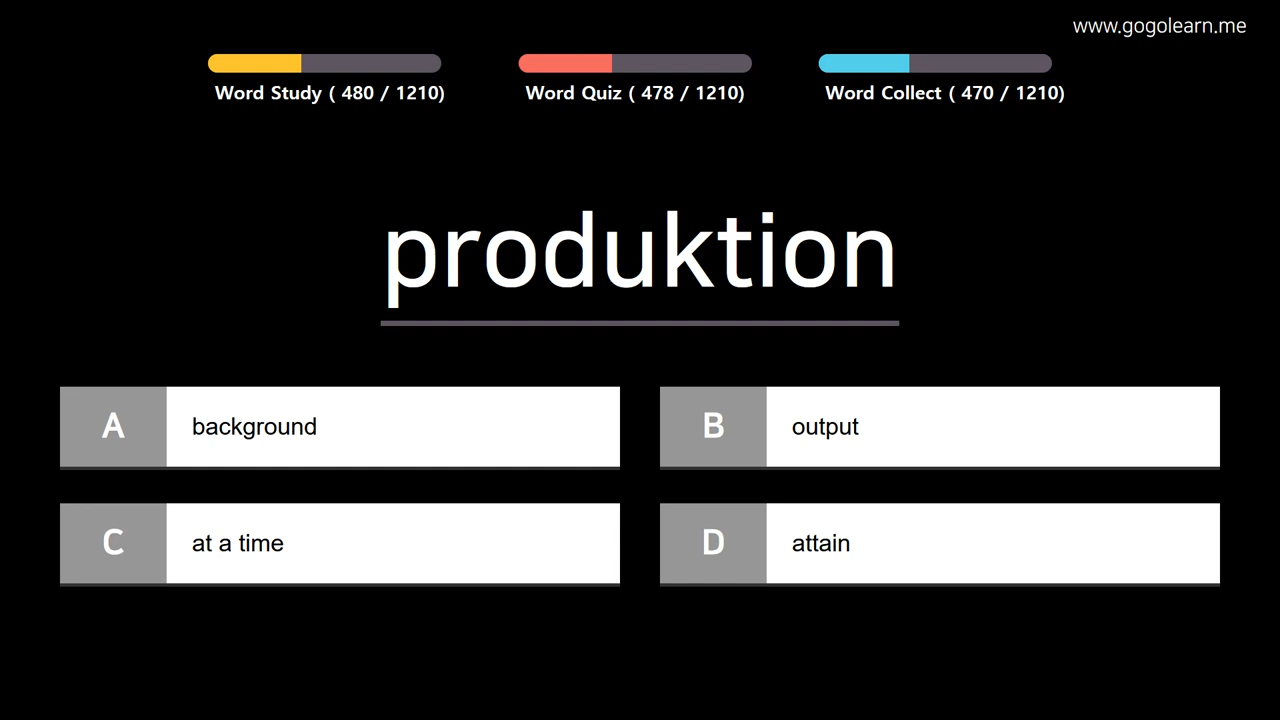 www.gogolearn.me
Word Study ( 480 / 1210)
Word Quiz ( 478 / 1210)
Word Collect ( 470 / 1210)
produktion
A background
B output
C at a time
D attain